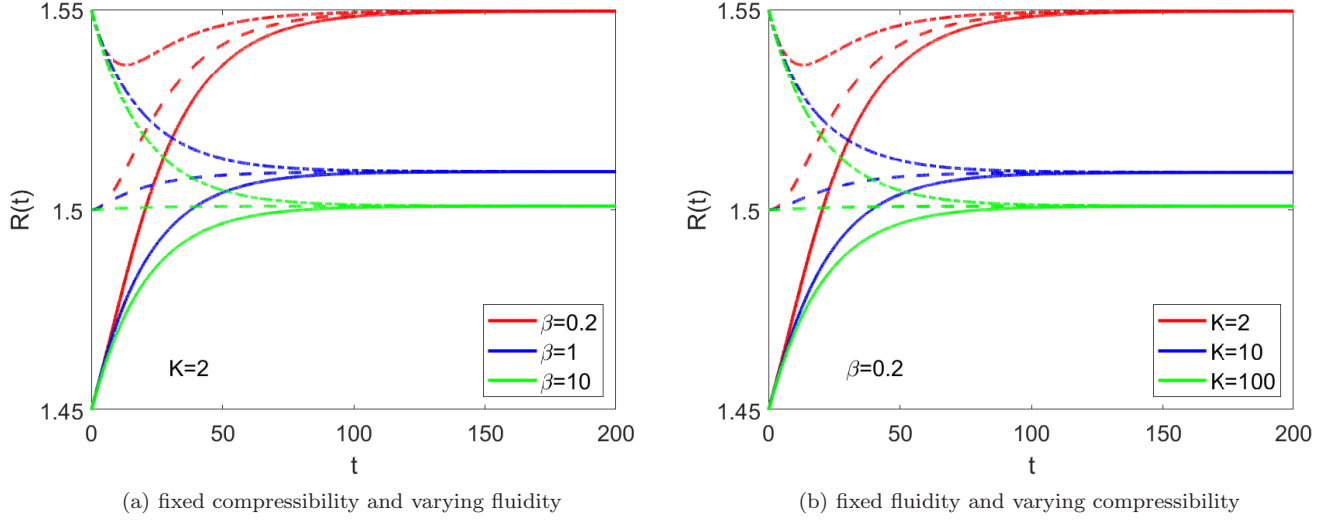 1.55
1.5
1.45
R(t)
0 50 100 150 200
t
K=2
β=0.2
β=1
β=10
(a) fixed compressibility and varying fluidity
1.55
1.5
1.45
R(t)
0 50 100 150 200
t
β=0.2
K=2
K=10
K=100
(b) fixed fluidity and varying compressibility